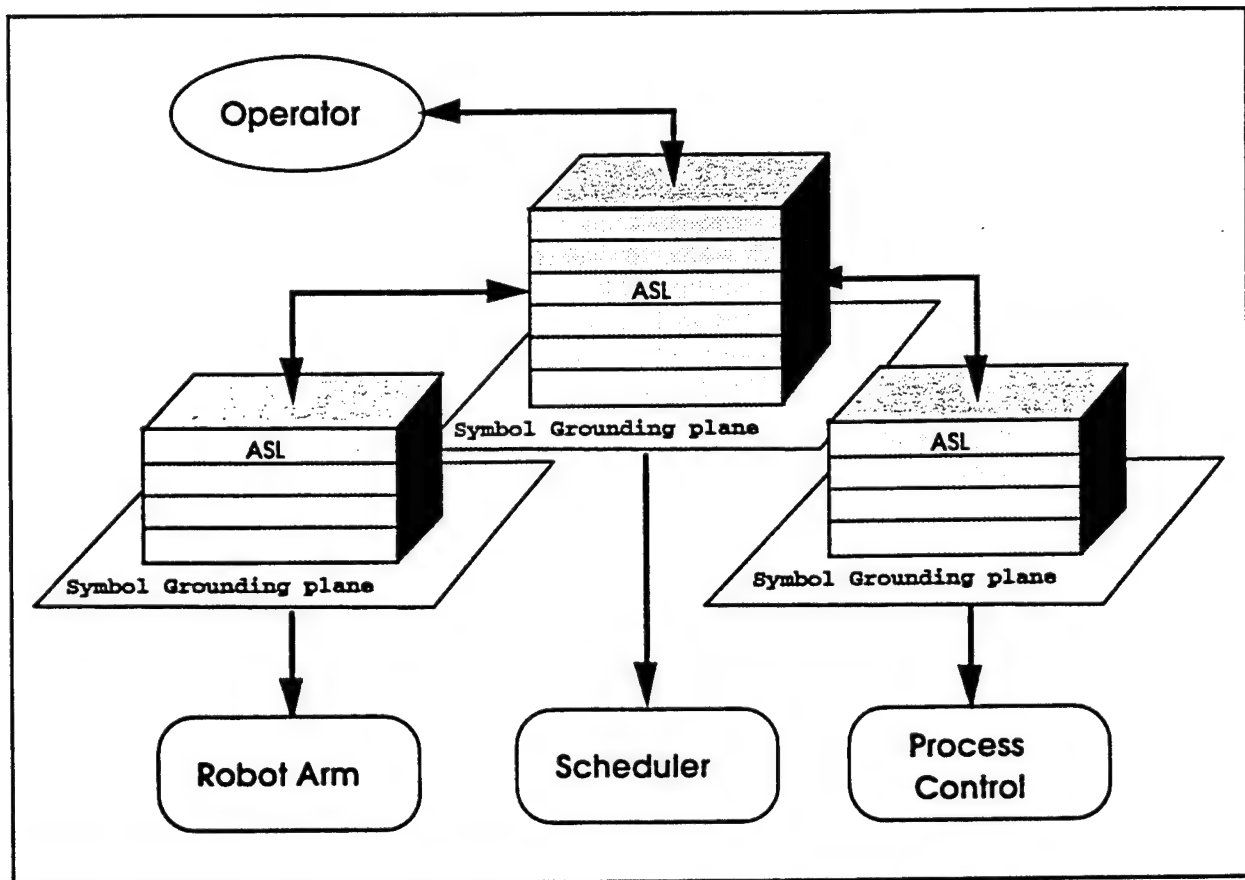 Operator
ASL
Symbol Grounding plane
ASL
Symbol Grounding plane
ASL
Symbol Grounding plane
Robot Arm
Scheduler
Process
Control